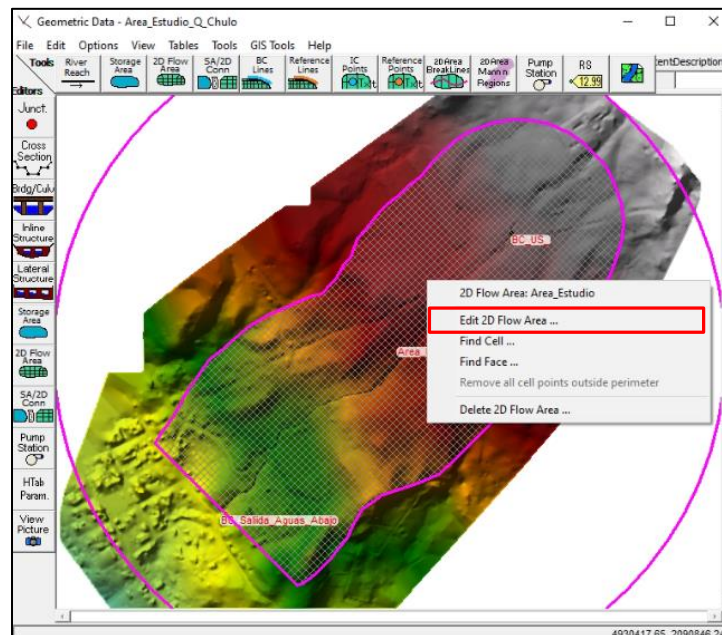 Geometric Data - Area_Estudio_Q_Chulo
File Edit Options View Tables Tools GIS Tools Help
Tools
River Reach
Storage Area
2D Flow Area
SA/2D Conn
BC Lines
Reference Lines
IC Points
Reference Points
2D Area BreakLines
2D Area Mann n Regions
Pump Station
RS
12.99
Description
Editors
Junct.
Cross Section
Brdg/Culv
Inline Structure
Lateral Structure
Storage Area
2D Flow Area
SA/2D Conn
Pump Station
HTab Param.
View Picture
BC_US
2D Flow Area: Area_Estudio
Edit 2D Flow Area ...
Find Cell ...
Find Face ...
Remove all cell points outside perimeter
Delete 2D Flow Area ...
Area
BC_Salida_Aguas_Abajo